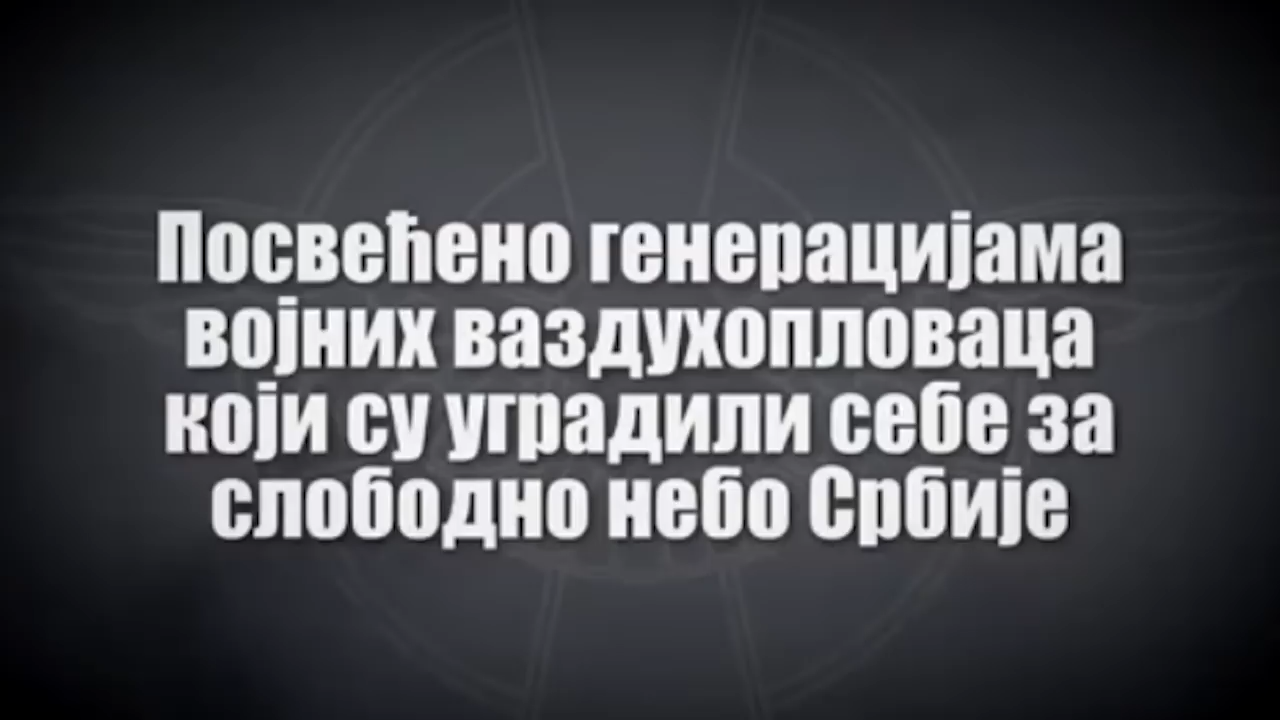 Посвећено генерацијама
војних ваздухопловаца
који су уградили себе за
слободно небо Србије